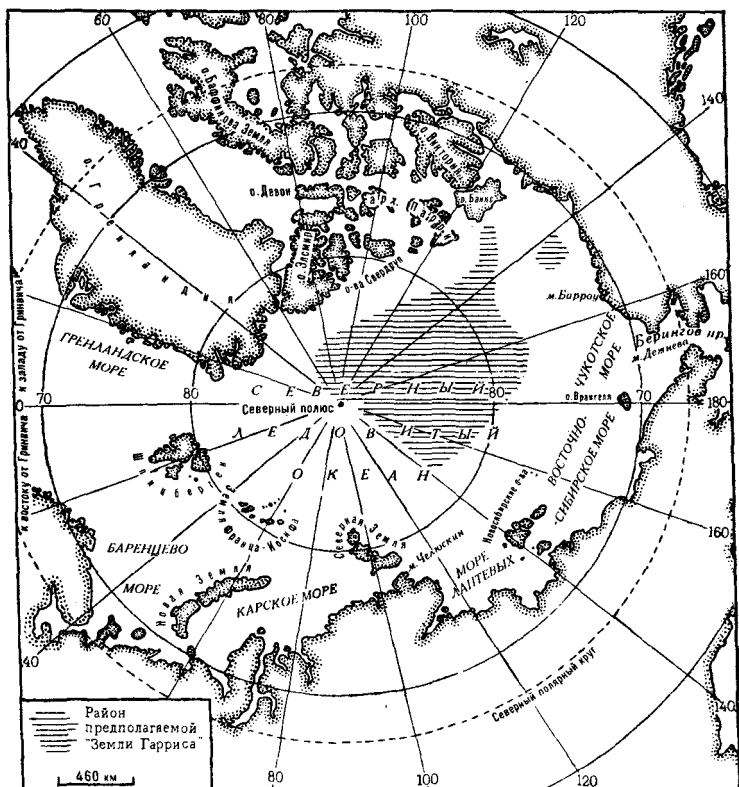 60
80
100
120
140
40
о. Баффинова Земля
о. Виктория
о. Гренландия
о. Девон
арх. Парри
о. Банкс
о. Элсмир
о-ва Свердруп
м. Барроу
160
Берингов пр.
м. Дежнева
ЧУКОТСКОЕ
МОРЕ
ГРЕНЛАНДСКОЕ
МОРЕ
к западу от Гринвича
к востоку от Гринвича
СЕВЕРНЫЙ
ЛЕДОВИТЫЙ
ОКЕАН
Северный полюс
70
80
80
70
180
о. Врангеля
ВОСТОЧНО-
СИБИРСКОЕ МОРЕ
Новосибирские о-ва
160
Шпицберген
Земля Франца-Иосифа
Северная Земля
м. Челюскин
МОРЕ
ЛАПТЕВЫХ
БАРЕНЦЕВО
МОРЕ
Новая Земля
КАРСКОЕ МОРЕ
40
Северный полярный круг
140
Район
предполагаемой
"Земли Гарриса"
460 км
80
100
120